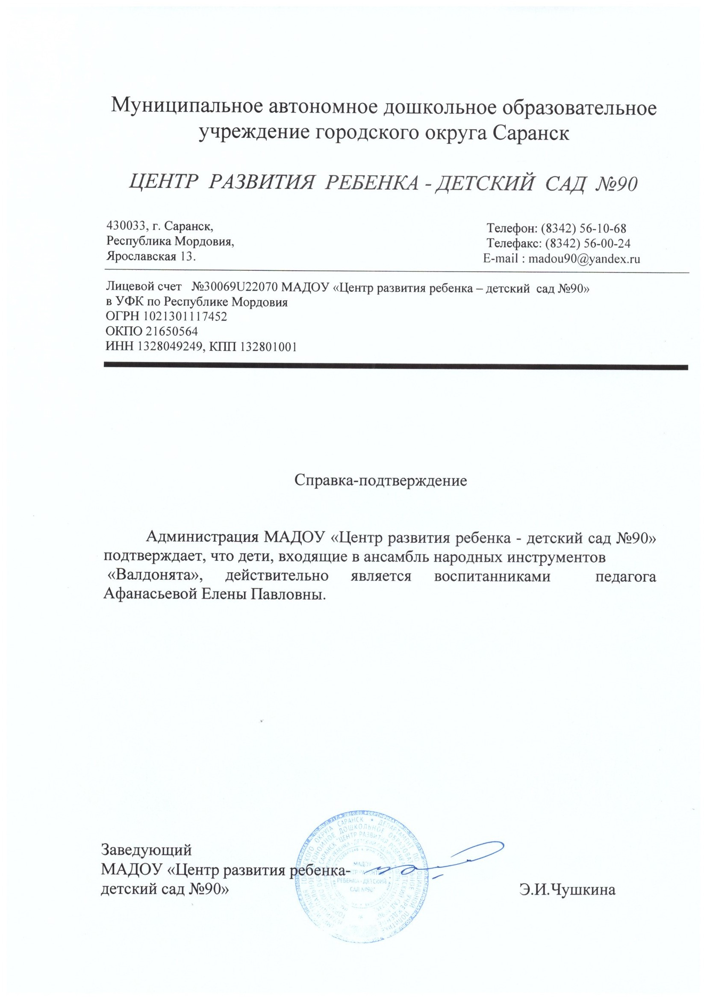 Муниципальное автономное дошкольное образовательное
учреждение городского округа Саранск
ЦЕНТР РАЗВИТИЯ РЕБЕНКА - ДЕТСКИЙ САД №90
430033, г. Саранск,
Республика Мордовия,
Ярославская 13.
Телефон: (8342) 56-10-68
Телефакс: (8342) 56-00-24
E-mail : madou90@yandex.ru
Лицевой счет №30069U22070 МАДОУ «Центр развития ребенка – детский сад №90»
в УФК по Республике Мордовия
ОГРН 1021301117452
ОКПО 21650564
ИНН 1328049249, КПП 132801001
Справка-подтверждение
Администрация МАДОУ «Центр развития ребенка - детский сад №90»
подтверждает, что дети, входящие в ансамбль народных инструментов
«Валдонята», действительно является воспитанниками педагога
Афанасьевой Елены Павловны.
Заведующий
МАДОУ «Центр развития ребенка-
детский сад №90»
Э.И.Чушкина
МАДОУ
РЕБЕНКА - ДЕТСКИЙ
САД №90"